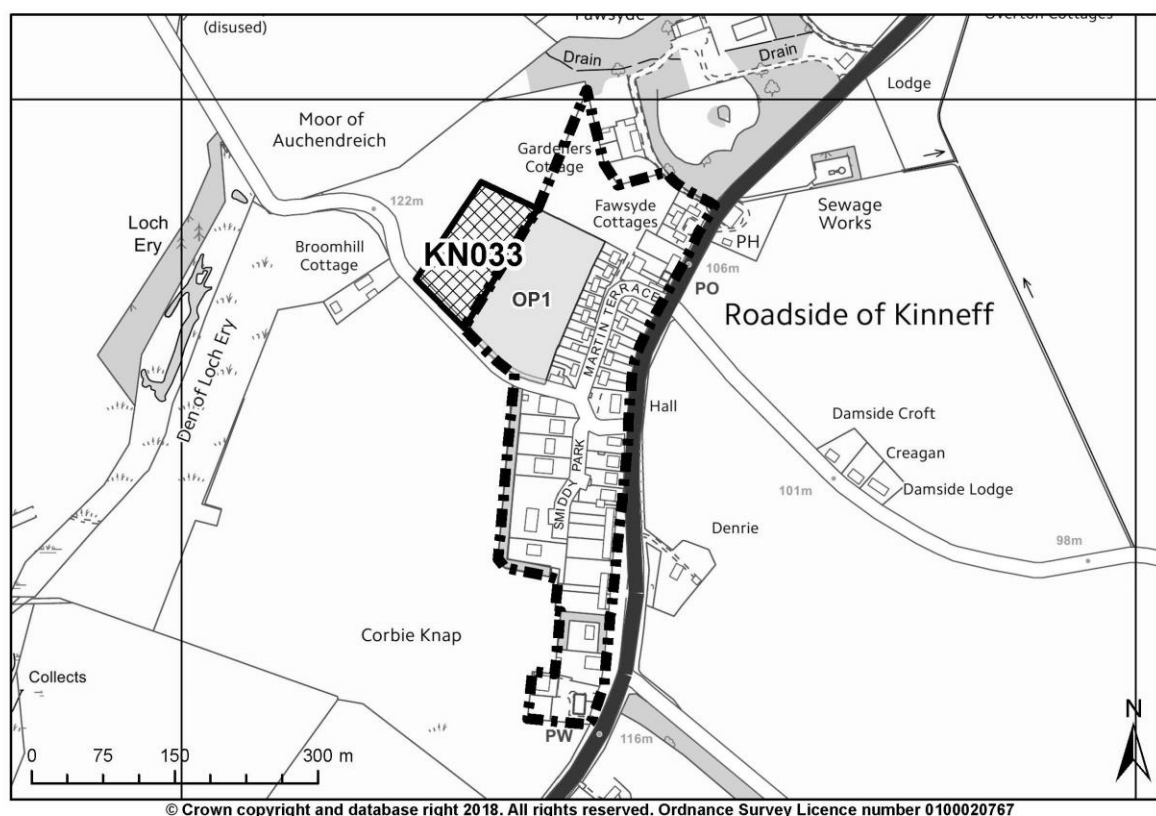 Fawsyde
Overton Cottages
(disused)
Drain
Drain
Lodge
Moor of
Auchendreich
Gardeners
Cottage
Loch
Ery
122m
Fawsyde
Cottages
Sewage
Works
PH
Broomhill
Cottage
KN033
106m
PO
OP1
Roadside of Kinneff
MARTIN TERRACE
Den of Loch Ery
Hall
Damside Croft
Creagan
SMIDDY PARK
101m
Damside Lodge
Denrie
98m
Corbie Knap
Collects
N
PW
116m
0 75 150 300 m
© Crown copyright and database right 2018. All rights reserved. Ordnance Survey Licence number 0100020767